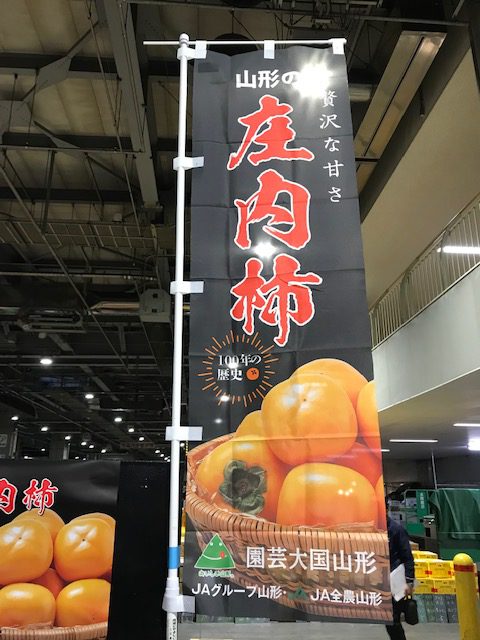 山形の
贅沢な甘さ
庄内柿
100年の
歴史
園芸大国山形
JAグループ山形・JA全農山形
内柿